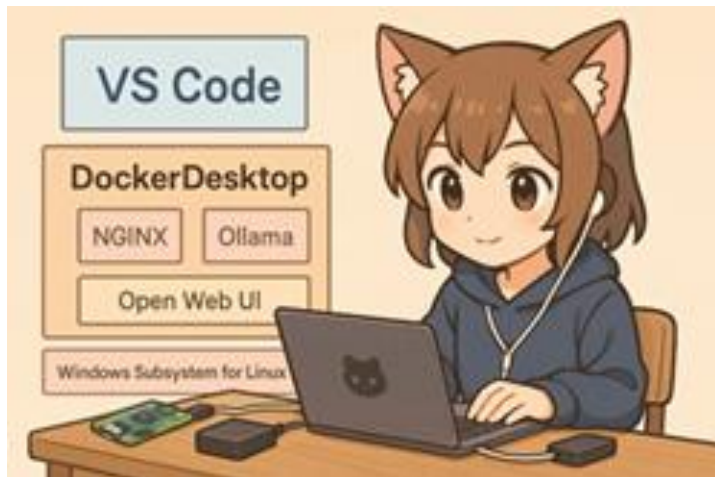 VS Code
DockerDesktop
NGINX
Ollama
Open Web UI
Windows Subsystem for Linux